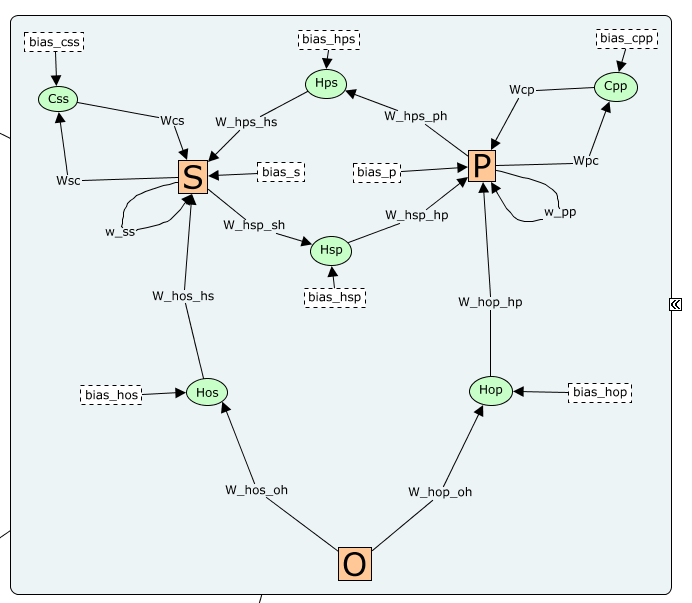 bias_css
bias_hps
bias_cpp
Css
Hps
Cpp
Wcs
W_hps_hs
W_hps_ph
Wcp
Wsc
S
bias_s
bias_p
P
Wpc
w_ss
W_hsp_sh
W_hsp_hp
w_pp
Hsp
bias_hsp
W_hos_hs
W_hop_hp
bias_hos
Hos
Hop
bias_hop
W_hos_oh
W_hop_oh
O